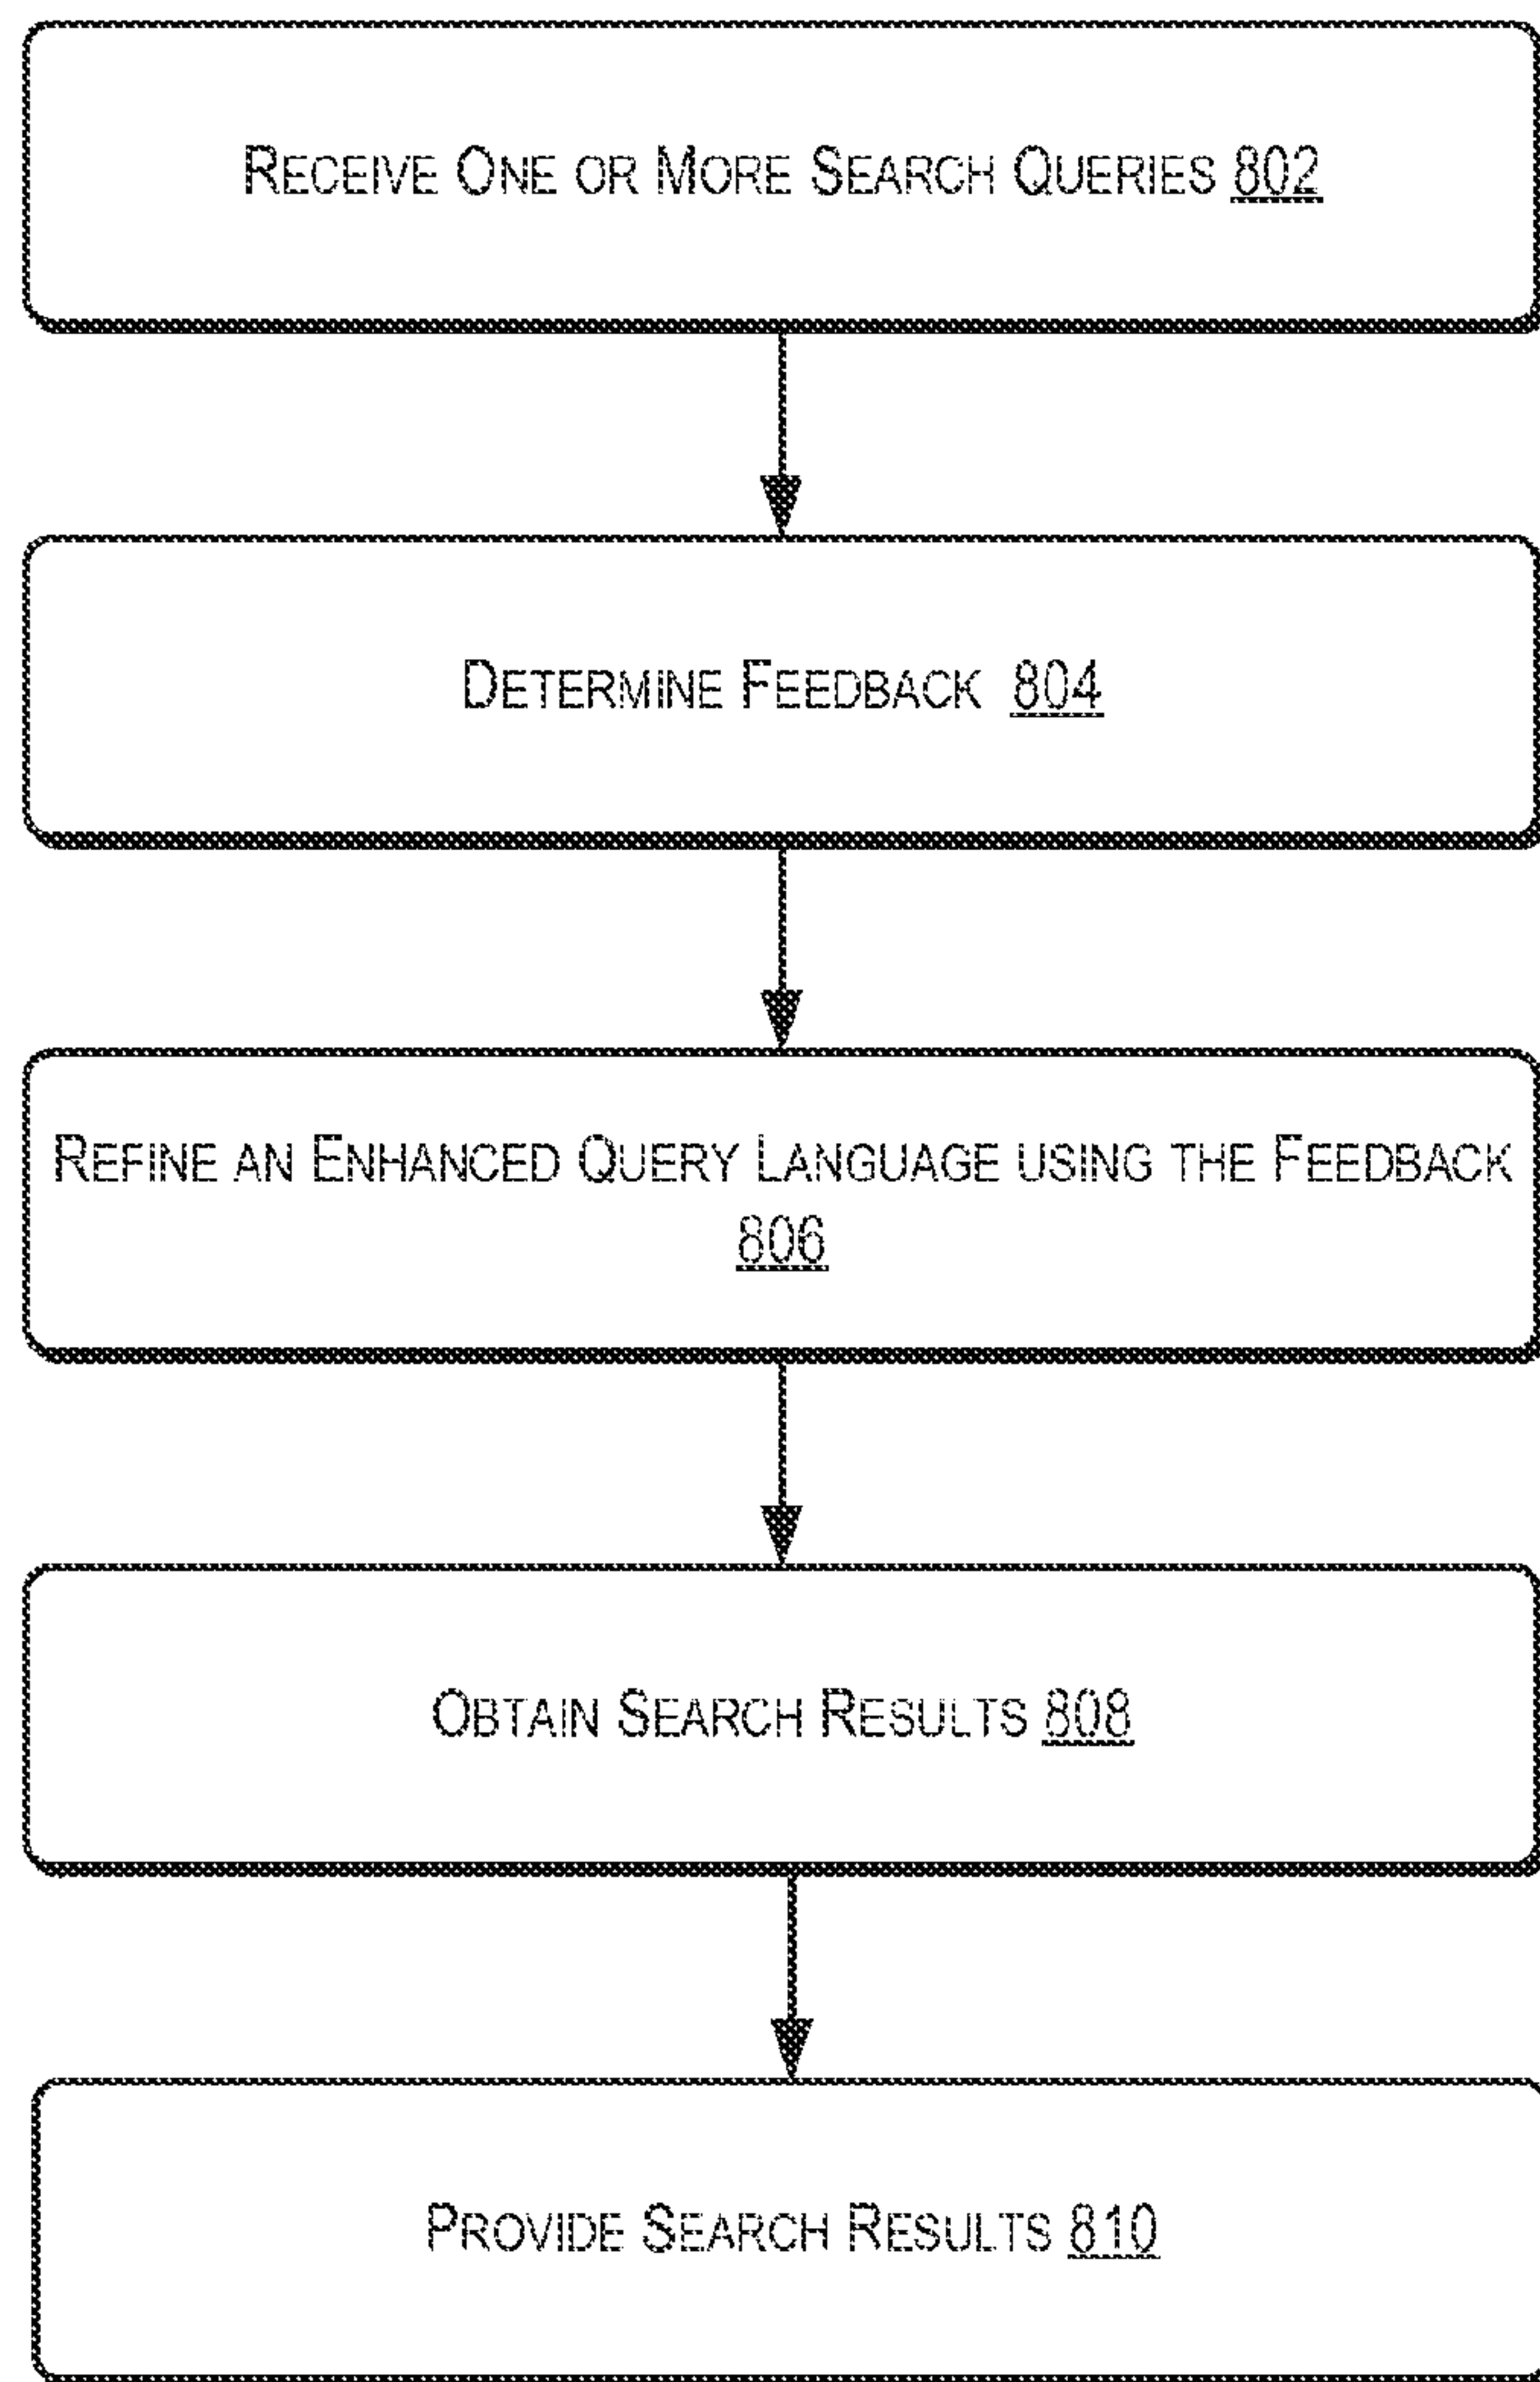 RECEIVE ONE OR MORE SEARCH QUERIES 802
DETERMINE FEEDBACK 804
REFINE AN ENHANCED QUERY LANGUAGE USING THE FEEDBACK
806
OBTAIN SEARCH RESULTS 808
PROVIDE SEARCH RESULTS 810